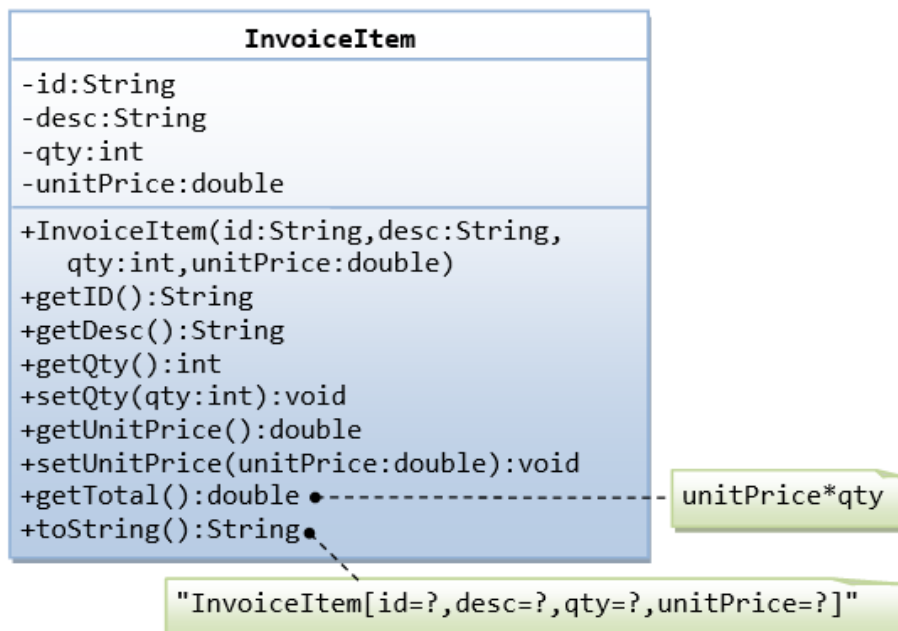 InvoiceItem
-id:String
-desc:String
-qty:int
-unitPrice:double
+InvoiceItem(id:String,desc:String,
qty:int,unitPrice:double)
+getID():String
+getDesc():String
+getQty():int
+setQty(qty:int):void
+getUnitPrice():double
+setUnitPrice(unitPrice:double):void
+getTotal():double
unitPrice*qty
+toString():String
"InvoiceItem[id=?,desc=?,qty=?,unitPrice=?]"